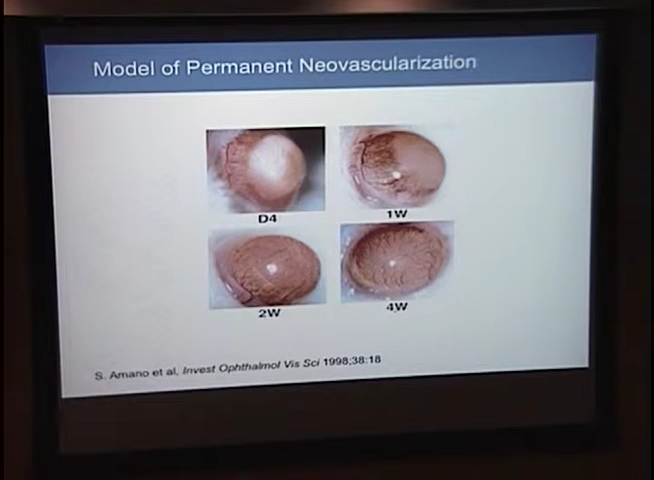 Model of Permanent Neovascularization
D4
1W
2W
4W
S. Amano et al, Invest Ophthalmol Vis Sci 1998;38:18